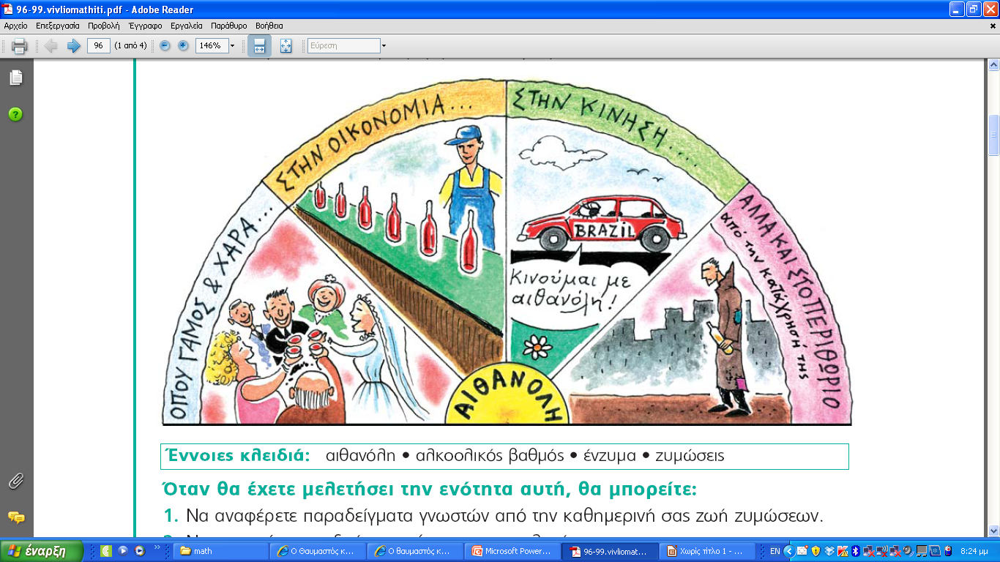 96-99.vivliomathiti.pdf - Adobe Reader
Αρχείο Επεξεργασία Προβολή Έγγραφο Εργαλεία Παράθυρο Βοήθεια
96 (1 από 4) 146% Εύρεση
ΟΠΟΥ ΓΑΜΟΣ & ΧΑΡΑ...
ΣΤΗΝ ΟΙΚΟΝΟΜΙΑ...
ΣΤΗΝ ΚΙΝΗΣΗ....
ΑΛΛΑ ΚΑΙ ΣΤΟ ΠΕΡΙΘΩΡΙΟ
από την κατάχρησή της
BRAZIL
Κινούμαι με
αιθανόλη!
ΑΙΘΑΝΟΛΗ
Έννοιες κλειδιά: αιθανόλη • αλκοολικός βαθμός • ένζυμα • ζυμώσεις
Όταν θα έχετε μελετήσει την ενότητα αυτή, θα μπορείτε:
1. Να αναφέρετε παραδείγματα γνωστών από την καθημερινή σας ζωή ζυμώσεων.
έναρξη math Ο Θαυμαστός κ... Ο θαυμαστός κ... Microsoft Power... 96-99.vivliomat... Χωρίς τίτλο 1 - ... EN 8:24 μμ